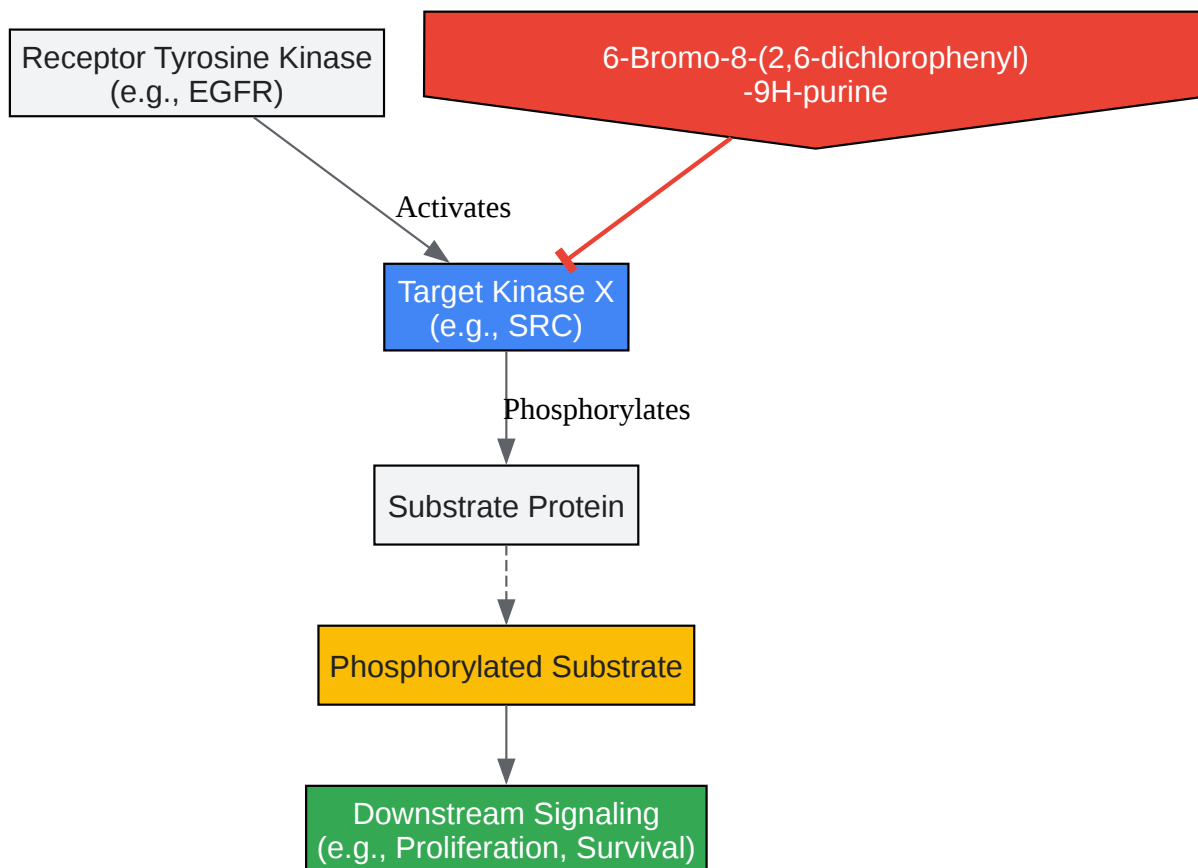 Receptor Tyrosine Kinase
(e.g., EGFR)
6-Bromo-8-(2,6-dichlorophenyl)
-9H-purine
Activates
Target Kinase X
(e.g., SRC)
Phosphorylates
Substrate Protein
Phosphorylated Substrate
Downstream Signaling
(e.g., Proliferation, Survival)